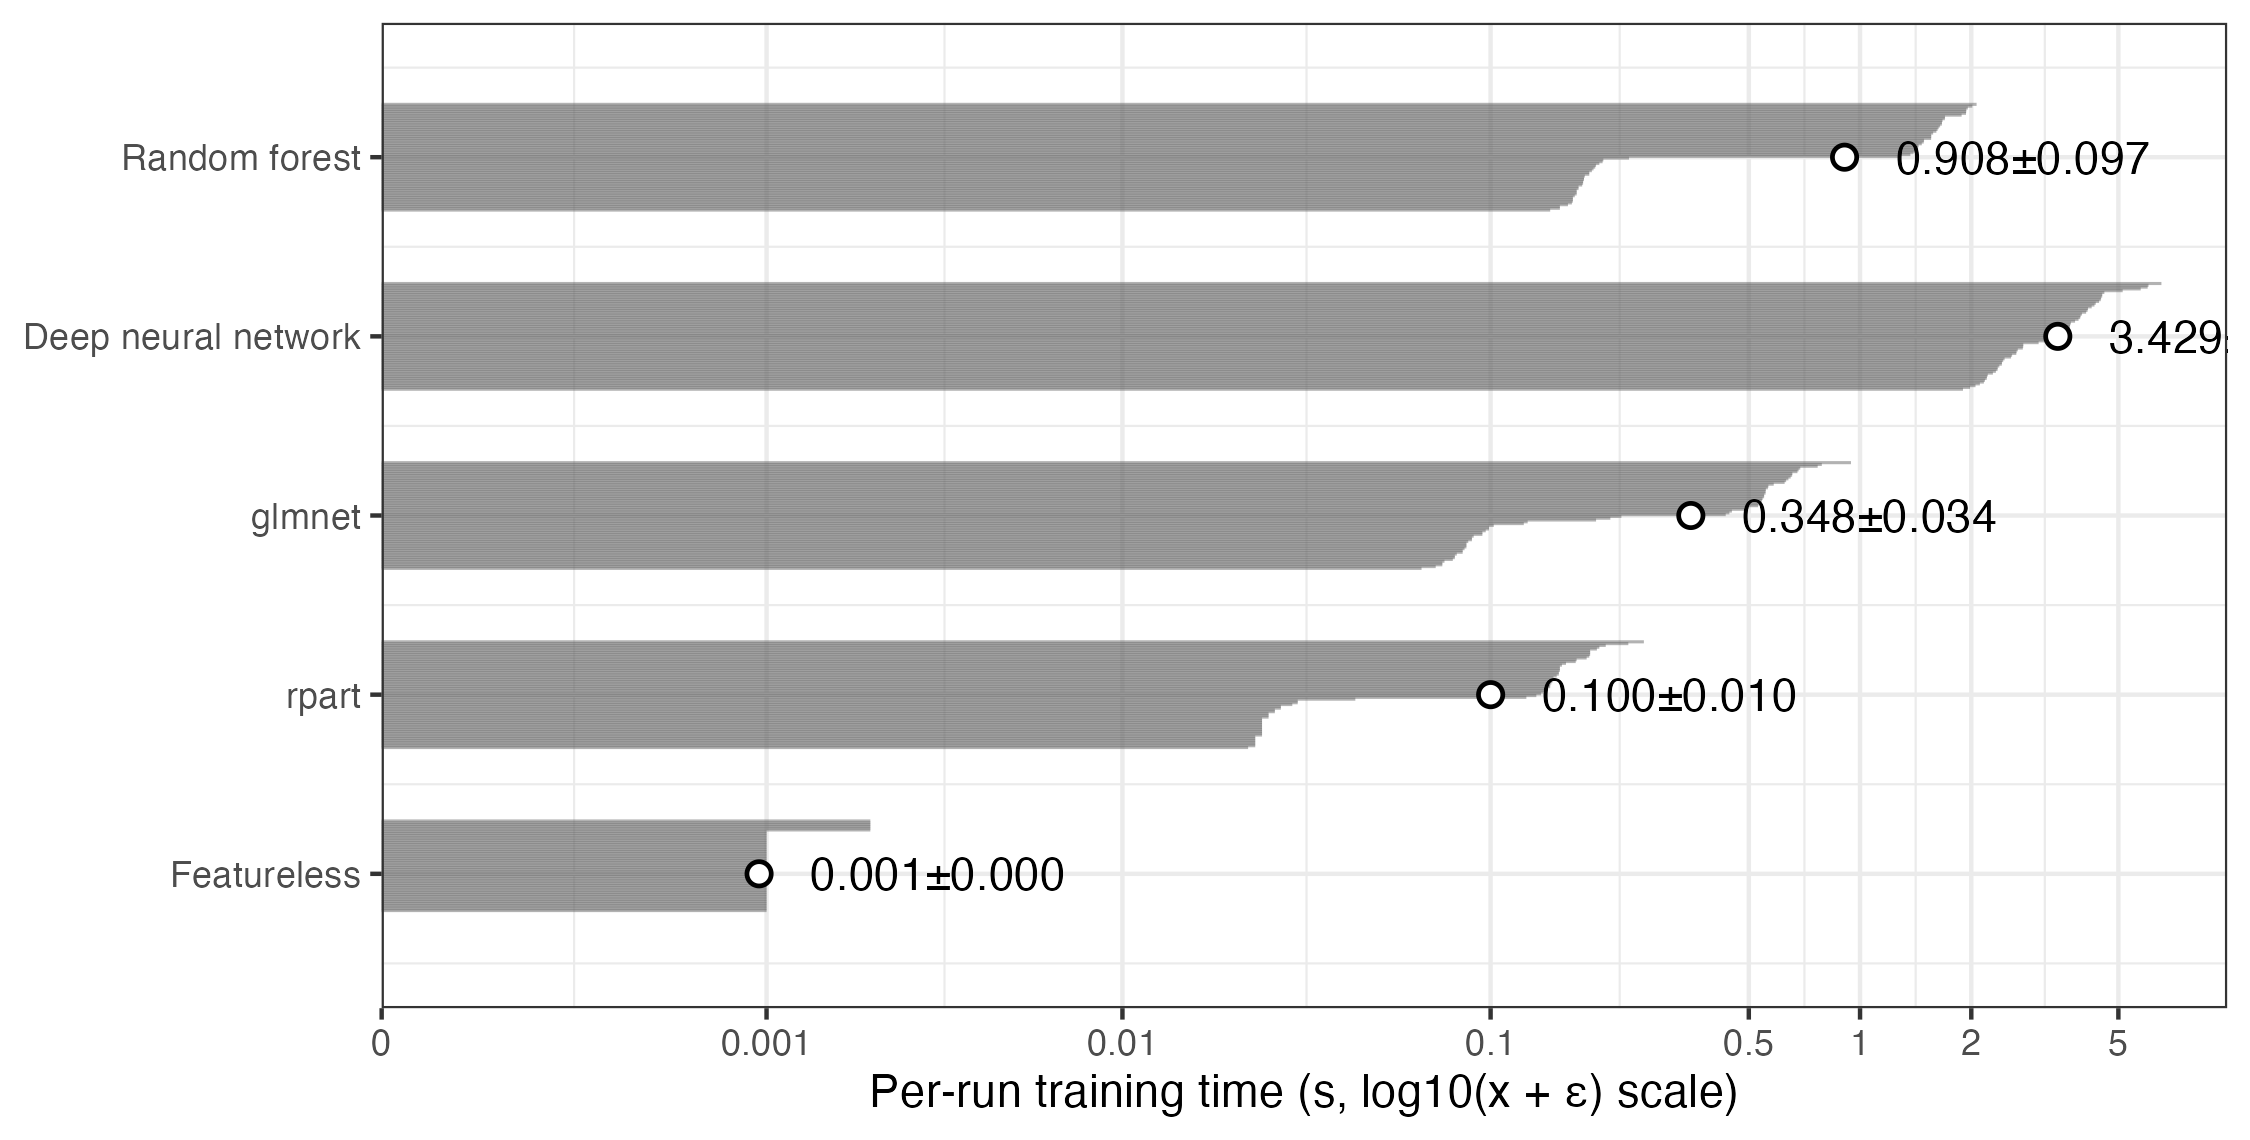 Random forest
0.908±0.097
Deep neural network
3.429
glmnet
0.348±0.034
rpart
0.100±0.010
Featureless
0.001±0.000
0 0.001 0.01 0.1 0.5 1 2 5
Per-run training time (s, log10(x + ε) scale)